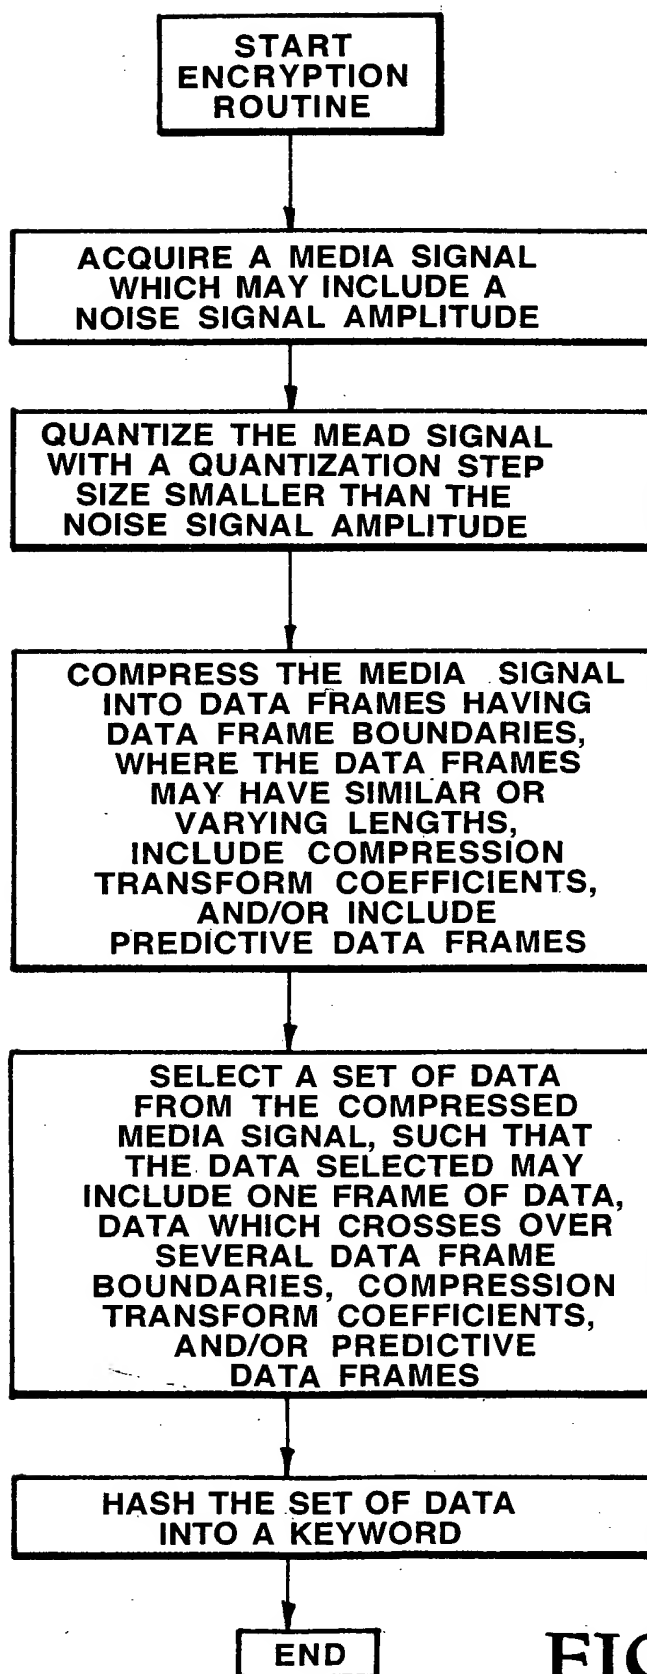 START
ENCRYPTION
ROUTINE
ACQUIRE A MEDIA SIGNAL
WHICH MAY INCLUDE A
NOISE SIGNAL AMPLITUDE
QUANTIZE THE MEAD SIGNAL
WITH A QUANTIZATION STEP
SIZE SMALLER THAN THE
NOISE SIGNAL AMPLITUDE
COMPRESS THE MEDIA SIGNAL
INTO DATA FRAMES HAVING
DATA FRAME BOUNDARIES,
WHERE THE DATA FRAMES
MAY HAVE SIMILAR OR
VARYING LENGTHS,
INCLUDE COMPRESSION
TRANSFORM COEFFICIENTS,
AND/OR INCLUDE
PREDICTIVE DATA FRAMES
SELECT A SET OF DATA
FROM THE COMPRESSED
MEDIA SIGNAL, SUCH THAT
THE DATA SELECTED MAY
INCLUDE ONE FRAME OF DATA,
DATA WHICH CROSSES OVER
SEVERAL DATA FRAME
BOUNDARIES, COMPRESSION
TRANSFORM COEFFICIENTS,
AND/OR PREDICTIVE
DATA FRAMES
HASH THE SET OF DATA
INTO A KEYWORD
END